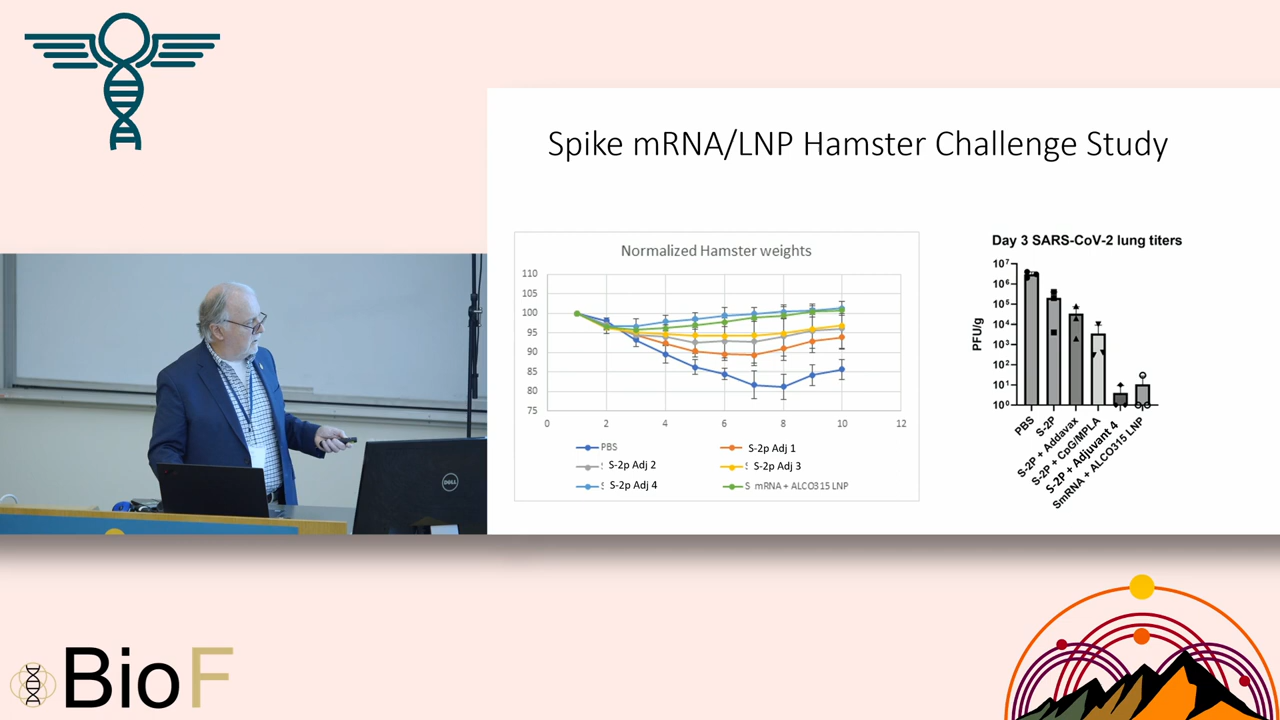 Spike mRNA/LNP Hamster Challenge Study
Normalized Hamster weights
110
105
100
95
90
85
80
75
0
2
4
6
8
10
12
PBS
S-2p Adj 1
S-2p Adj 2
S-2p Adj 3
S-2p Adj 4
S mRNA + ALCO315 LNP
Day 3 SARS-CoV-2 lung titers
PFU/g
10⁷
10⁶
10⁵
10⁴
10³
10²
10¹
10⁰
PBS
S-2P
S-2P + Addavax
S-2P + CpG/MPLA
S-2P + Adjuvant 4
SmRNA + ALCO315 LNP
DELL
BioF